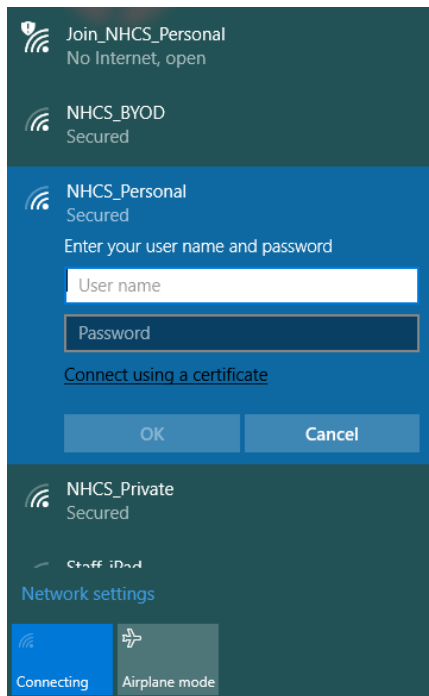 Join_NHCS_Personal
No Internet, open
NHCS_BYOD
Secured
NHCS_Personal
Secured
Enter your user name and password
User name
Password
Connect using a certificate
OK
Cancel
NHCS_Private
Secured
Staff_iPad
Network settings
Connecting
Airplane mode